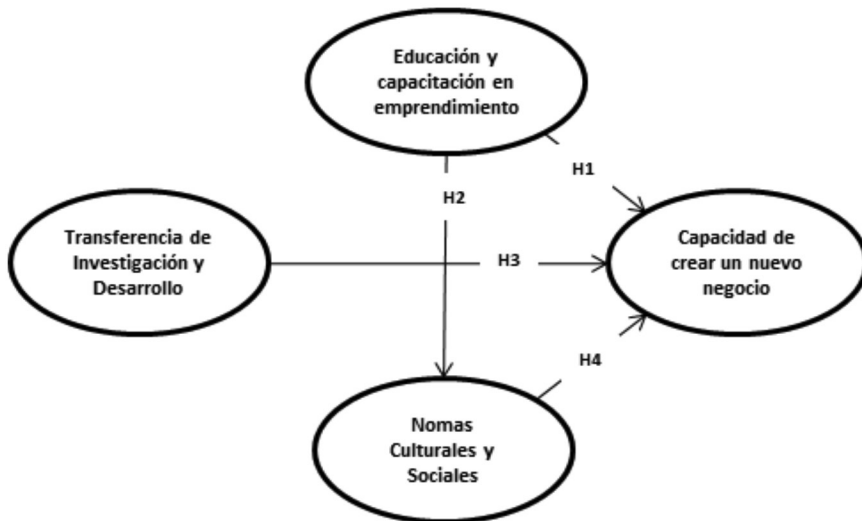 Educación y
capacitación en
emprendimiento
H1
H2
Transferencia de
Investigación y
Desarrollo
H3
Capacidad de
crear un nuevo
negocio
H4
Nomas
Culturales y
Sociales